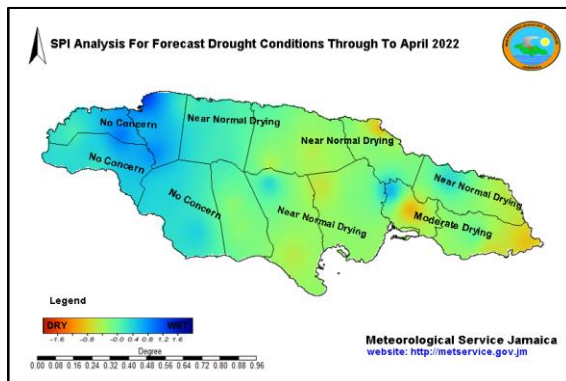 SPI Analysis For Forecast Drought Conditions Through To April 2022
No Concern
Near Normal Drying
Near Normal Drying
No Concern
Near Normal Drying
No Concern
Near Normal Drying
Moderate Drying
Legend
DRY WET
-1.6 -0.8 0.0 0.4 0.8 1.2 1.6
Degree
0.00 0.08 0.16 0.24 0.32 0.40 0.48 0.56 0.64 0.72 0.80 0.88 0.96
Meteorological Service Jamaica
website: http://metservice.gov.jm